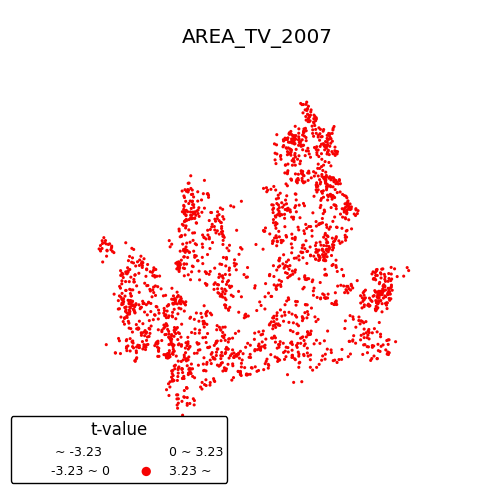 AREA_TV_2007
t-value
~ -3.23 0 ~ 3.23
-3.23 ~ 0 3.23 ~